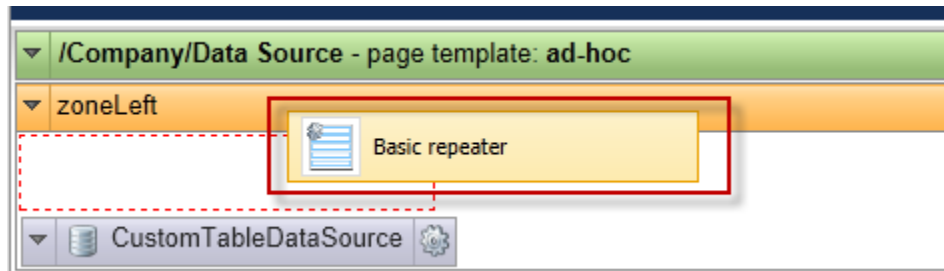 /Company/Data Source - page template: ad-hoc
zoneLeft
Basic repeater
CustomTableDataSource